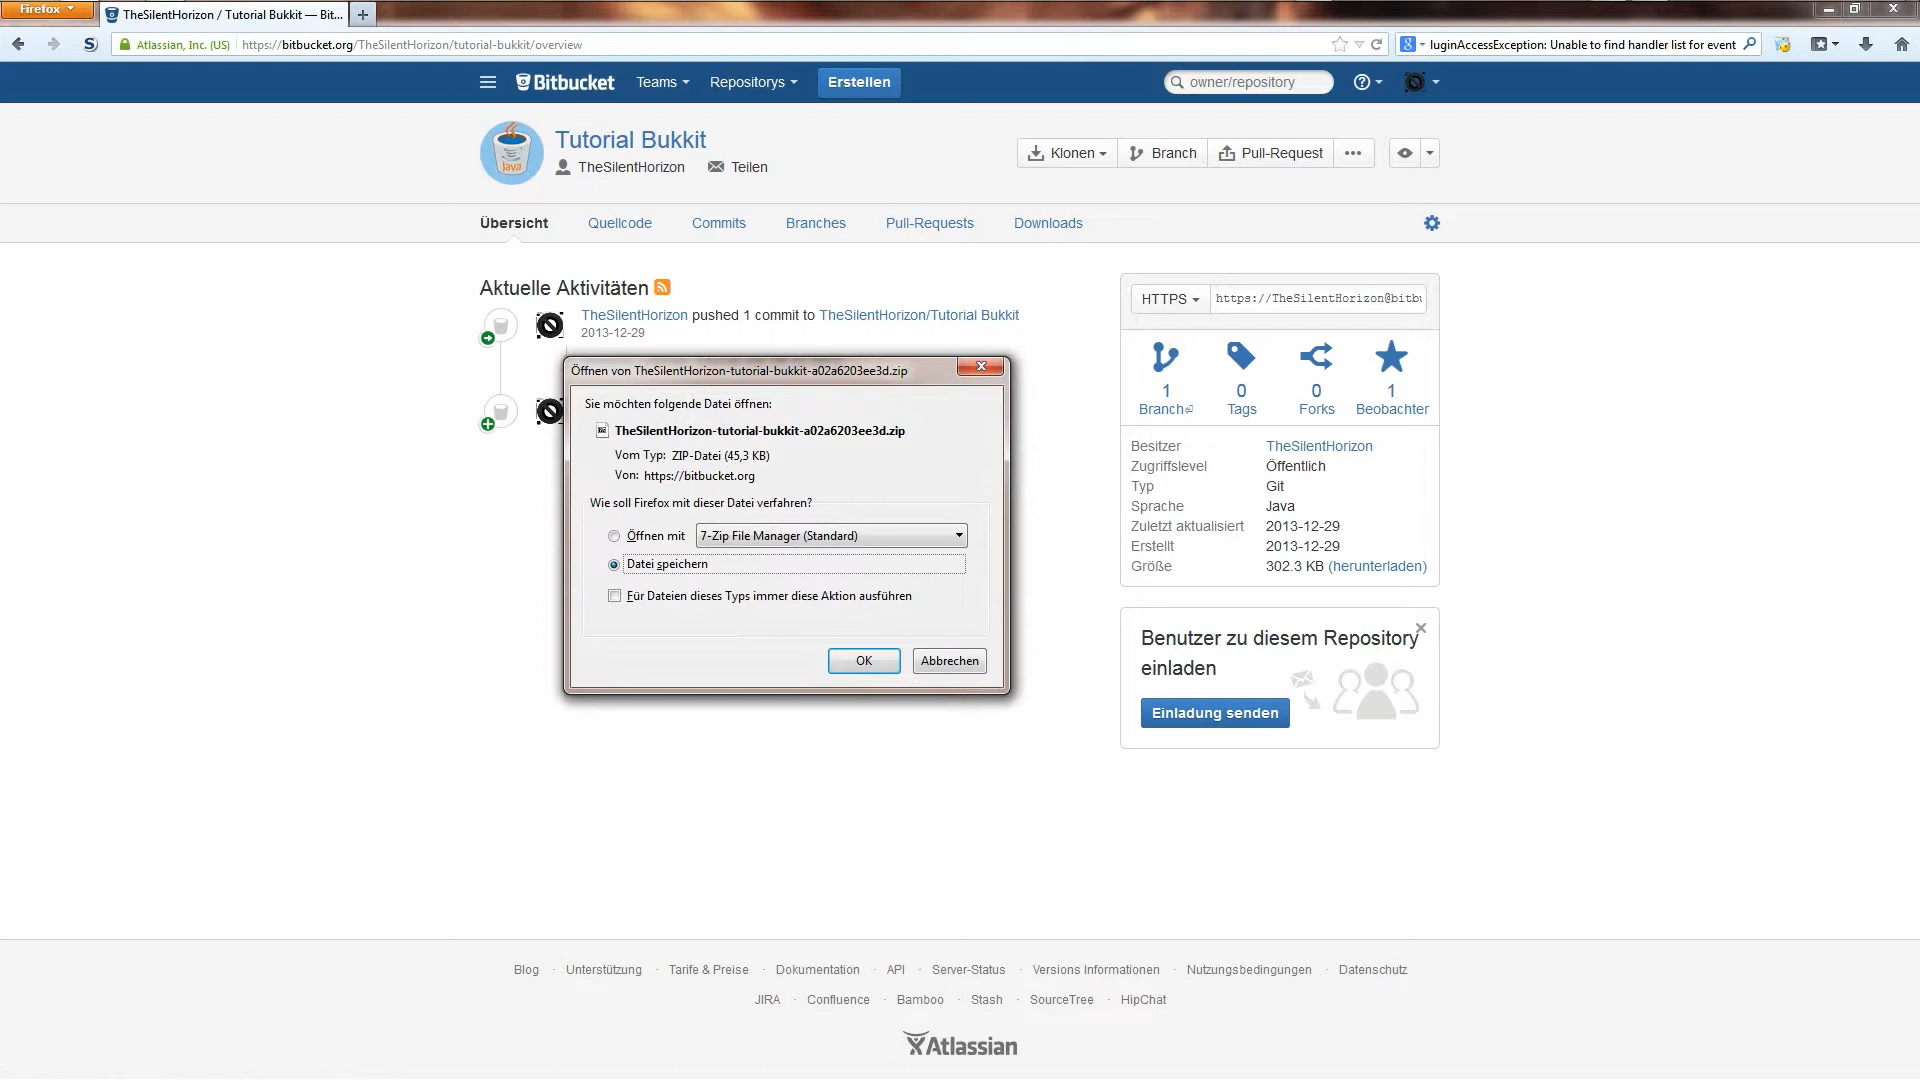 Firefox
TheSilentHorizon / Tutorial Bukkit — Bit...
Atlassian, Inc. (US)
https://bitbucket.org/TheSilentHorizon/tutorial-bukkit/overview
luginAccessException: Unable to find handler list for event
Bitbucket
Teams
Repositorys
Erstellen
owner/repository
Tutorial Bukkit
TheSilentHorizon
Teilen
Klonen
Branch
Pull-Request
Java
Übersicht
Quellcode
Commits
Branches
Pull-Requests
Downloads
Aktuelle Aktivitäten
TheSilentHorizon pushed 1 commit to TheSilentHorizon/Tutorial Bukkit
2013-12-29
Öffnen von TheSilentHorizon-tutorial-bukkit-a02a6203ee3d.zip
Sie möchten folgende Datei öffnen:
TheSilentHorizon-tutorial-bukkit-a02a6203ee3d.zip
Vom Typ: ZIP-Datei (45,3 KB)
Von: https://bitbucket.org
Wie soll Firefox mit dieser Datei verfahren?
Öffnen mit
7-Zip File Manager (Standard)
Datei speichern
Für Dateien dieses Typs immer diese Aktion ausführen
OK
Abbrechen
HTTPS
https://TheSilentHorizon@bitbu
1
Branch
0
Tags
0
Forks
1
Beobachter
Besitzer TheSilentHorizon
Zugriffslevel Öffentlich
Typ Git
Sprache Java
Zuletzt aktualisiert 2013-12-29
Erstellt 2013-12-29
Größe 302.3 KB (herunterladen)
Benutzer zu diesem Repository
einladen
Einladung senden
Blog · Unterstützung · Tarife & Preise · Dokumentation · API · Server-Status · Versions Informationen · Nutzungsbedingungen · Datenschutz
JIRA · Confluence · Bamboo · Stash · SourceTree · HipChat
Atlassian